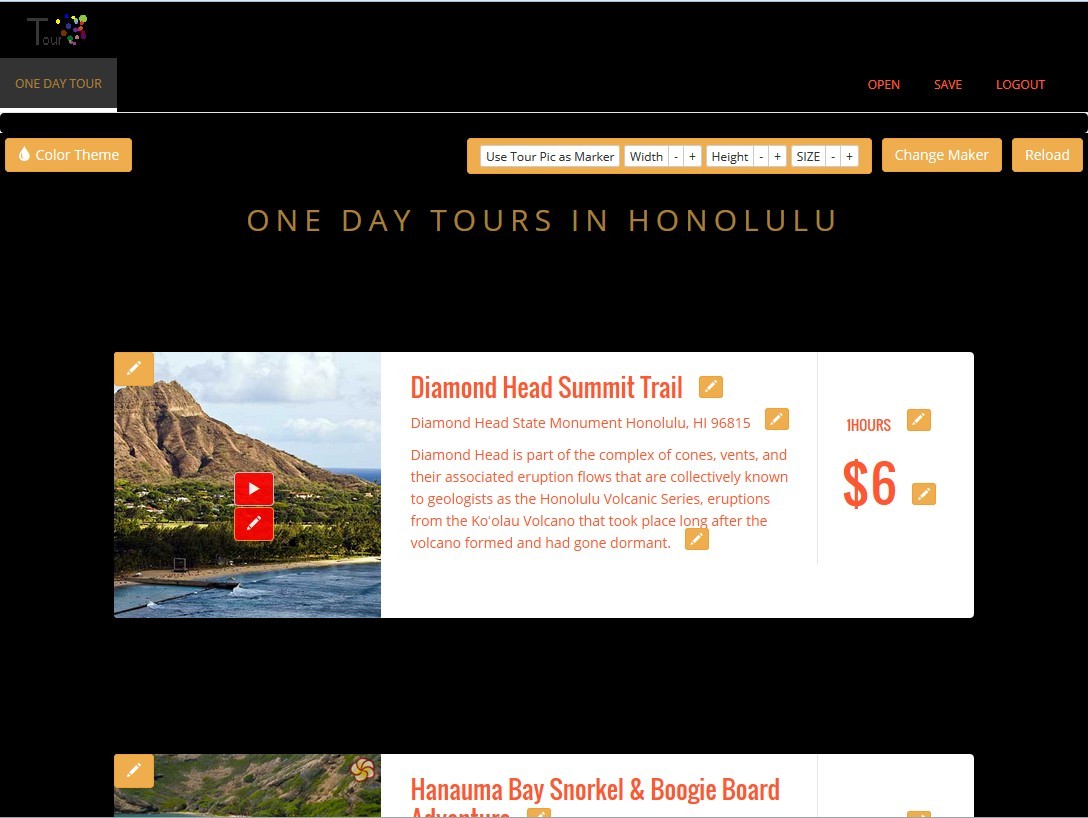 Tour
ONE DAY TOUR
OPEN SAVE LOGOUT
Color Theme
Use Tour Pic as Marker Width - + Height - + SIZE - + Change Maker Reload
ONE DAY TOURS IN HONOLULU
Diamond Head Summit Trail
Diamond Head State Monument Honolulu, HI 96815
Diamond Head is part of the complex of cones, vents, and
their associated eruption flows that are collectively known
to geologists as the Honolulu Volcanic Series, eruptions
from the Ko'olau Volcano that took place long after the
volcano formed and had gone dormant.
1HOURS
$6
Hanauma Bay Snorkel & Boogie Board
Adventure